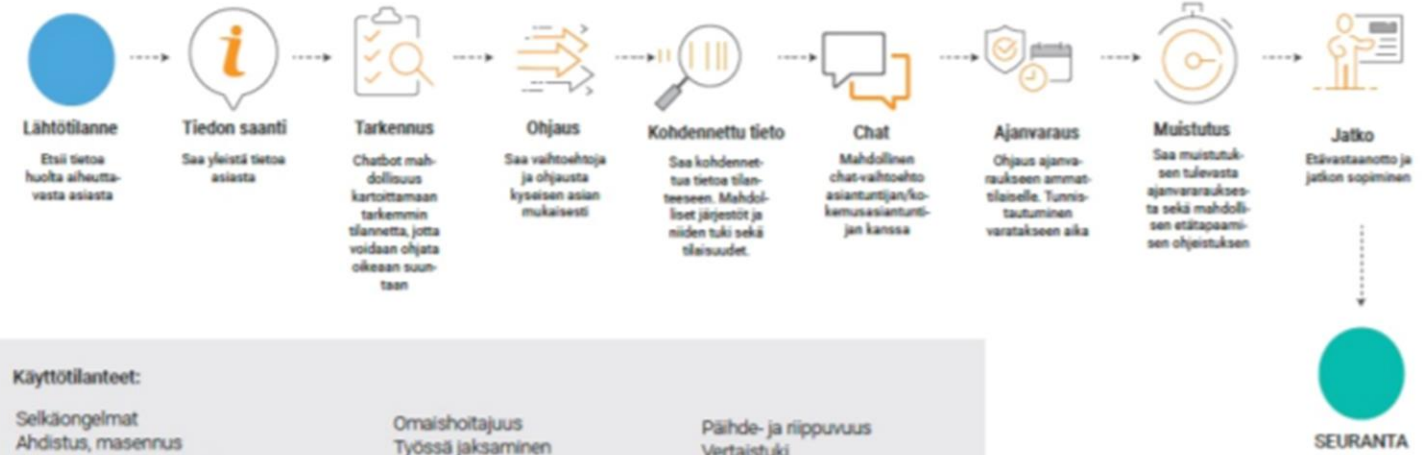 Lähtötilanne
Etsii tietoa
huolta aiheutta-
vasta asiasta
Tiedon saanti
Saa yleistä tietoa
asiasta
Tarkennus
Chatbot mah-
dollisuus
kartoittamaan
tarkemmin
tilannetta, jotta
voidaan ohjata
oikeaan suun-
taan
Ohjaus
Saa vaihtoehtoja
ja ohjausta
kyseisen asian
mukaisesti
Kohdennettu tieto
Saa kohdennet-
tua tietoa tilan-
teeseen. Mahdol-
liset järjestöt ja
niiden tuki sekä
tilaisuudet.
Chat
Mahdollinen
chat-vaihtoehto
asiantuntijan/ko-
kemusasiantunti-
jan kanssa
Ajanvaraus
Ohjaus ajanva-
raukseen ammat-
tilaiselle. Tunnis-
tautuminen
varatakseen aika
Muistutus
Saa muistutuk-
sen tulevasta
ajanvararaukses-
ta sekä mahdolli-
sen etätapaami-
sen ohjeistuksen
Jatko
Etävastaanotto ja
jatkon sopiminen
SEURANTA
Käyttötilanteet:
Selkäongelmat
Ahdistus, masennus
Omaishoitajuus
Työssä jaksaminen
Päihde- ja riippuvuus
Vertaistuki